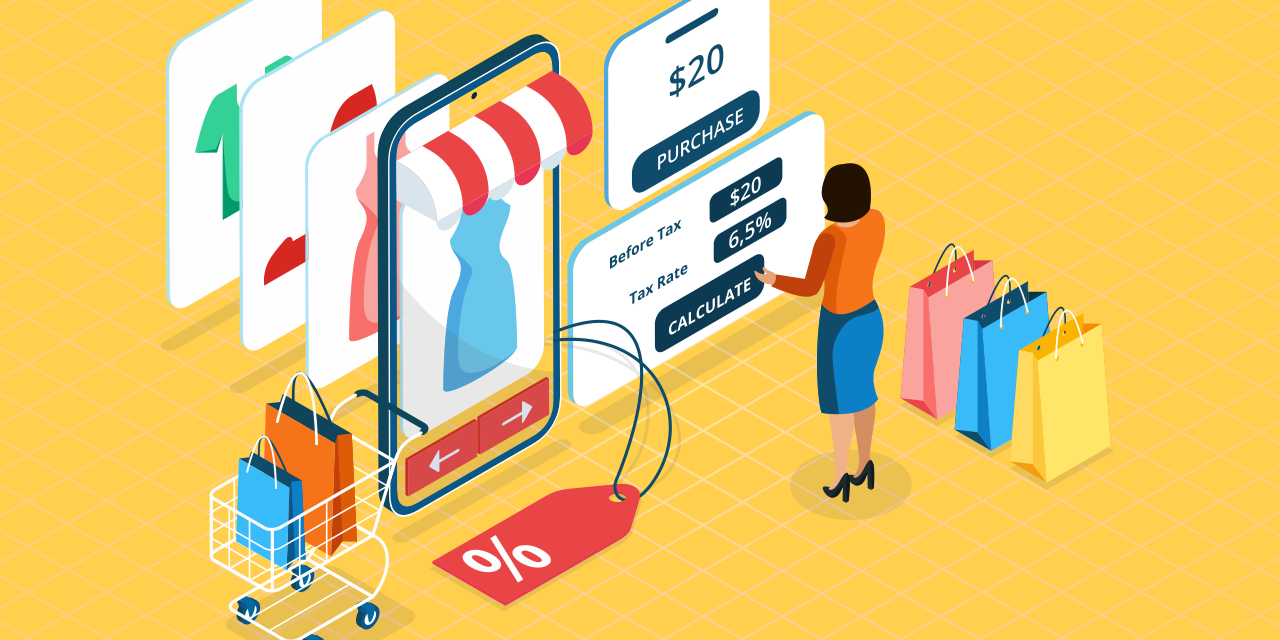 $20
PURCHASE
Before Tax $20
Tax Rate 6,5%
CALCULATE
%